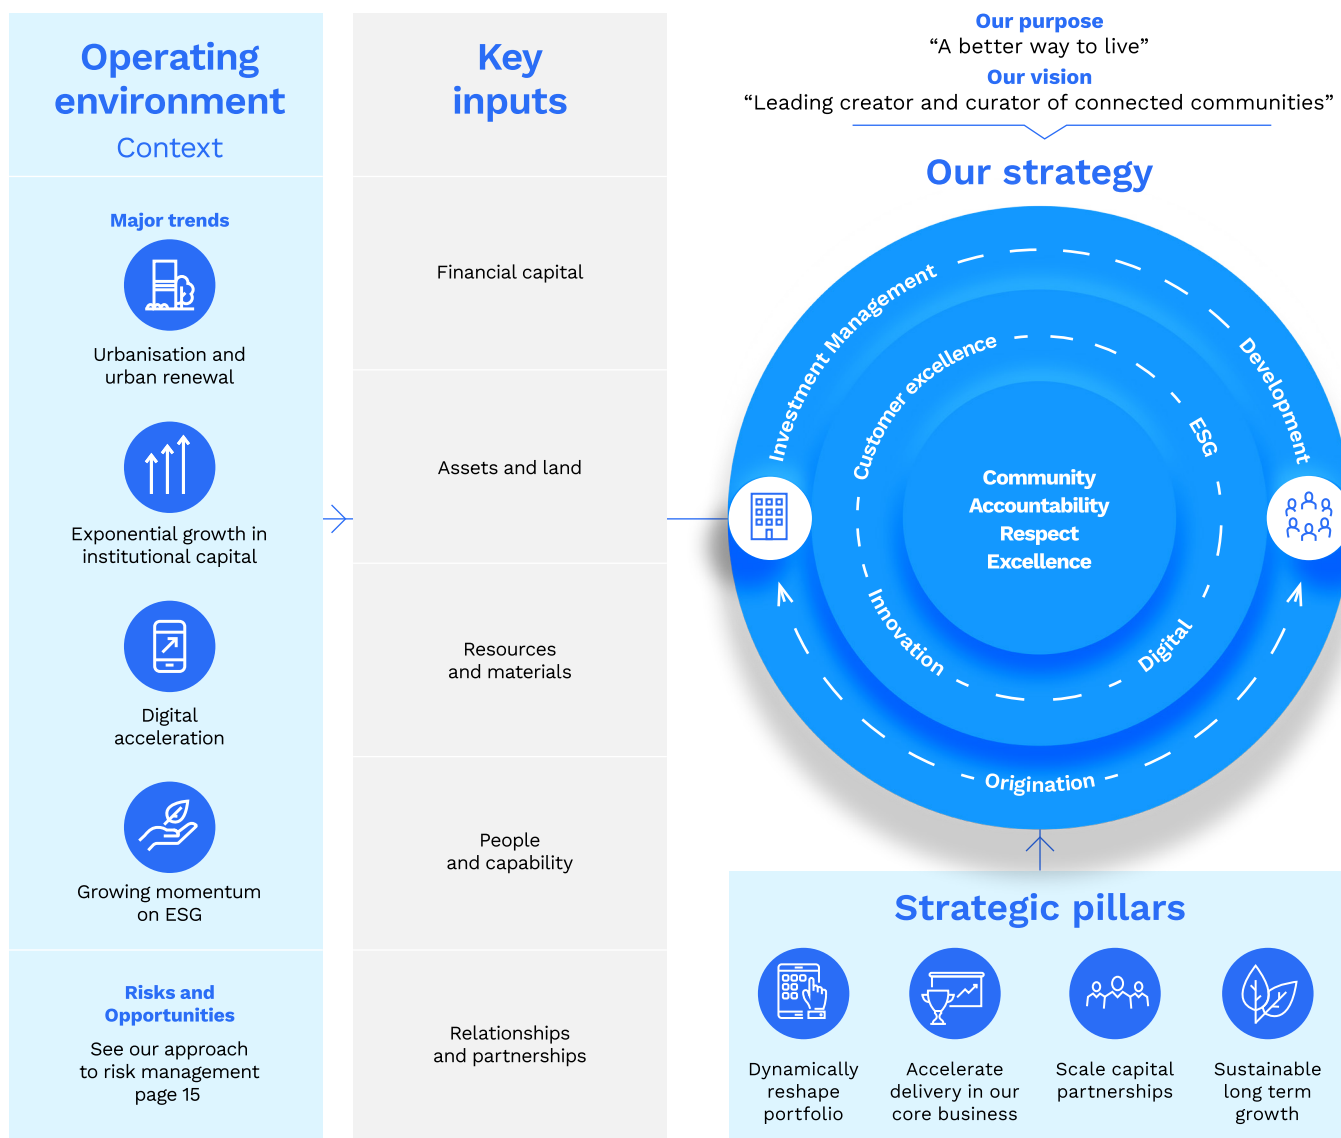 Operating
environment
Context
Major trends
Urbanisation and
urban renewal
Exponential growth in
institutional capital
Digital
acceleration
Growing momentum
on ESG
Risks and
Opportunities
See our approach
to risk management
page 15
Key
inputs
Financial capital
Assets and land
Resources
and materials
People
and capability
Relationships
and partnerships
Our purpose
“A better way to live”
Our vision
“Leading creator and curator of connected communities”
Our strategy
Investment Management
Development
Origination
Customer excellence
ESG
Innovation
Digital
Community
Accountability
Respect
Excellence
Strategic pillars
Dynamically
reshape
portfolio
Accelerate
delivery in our
core business
Scale capital
partnerships
Sustainable
long term
growth